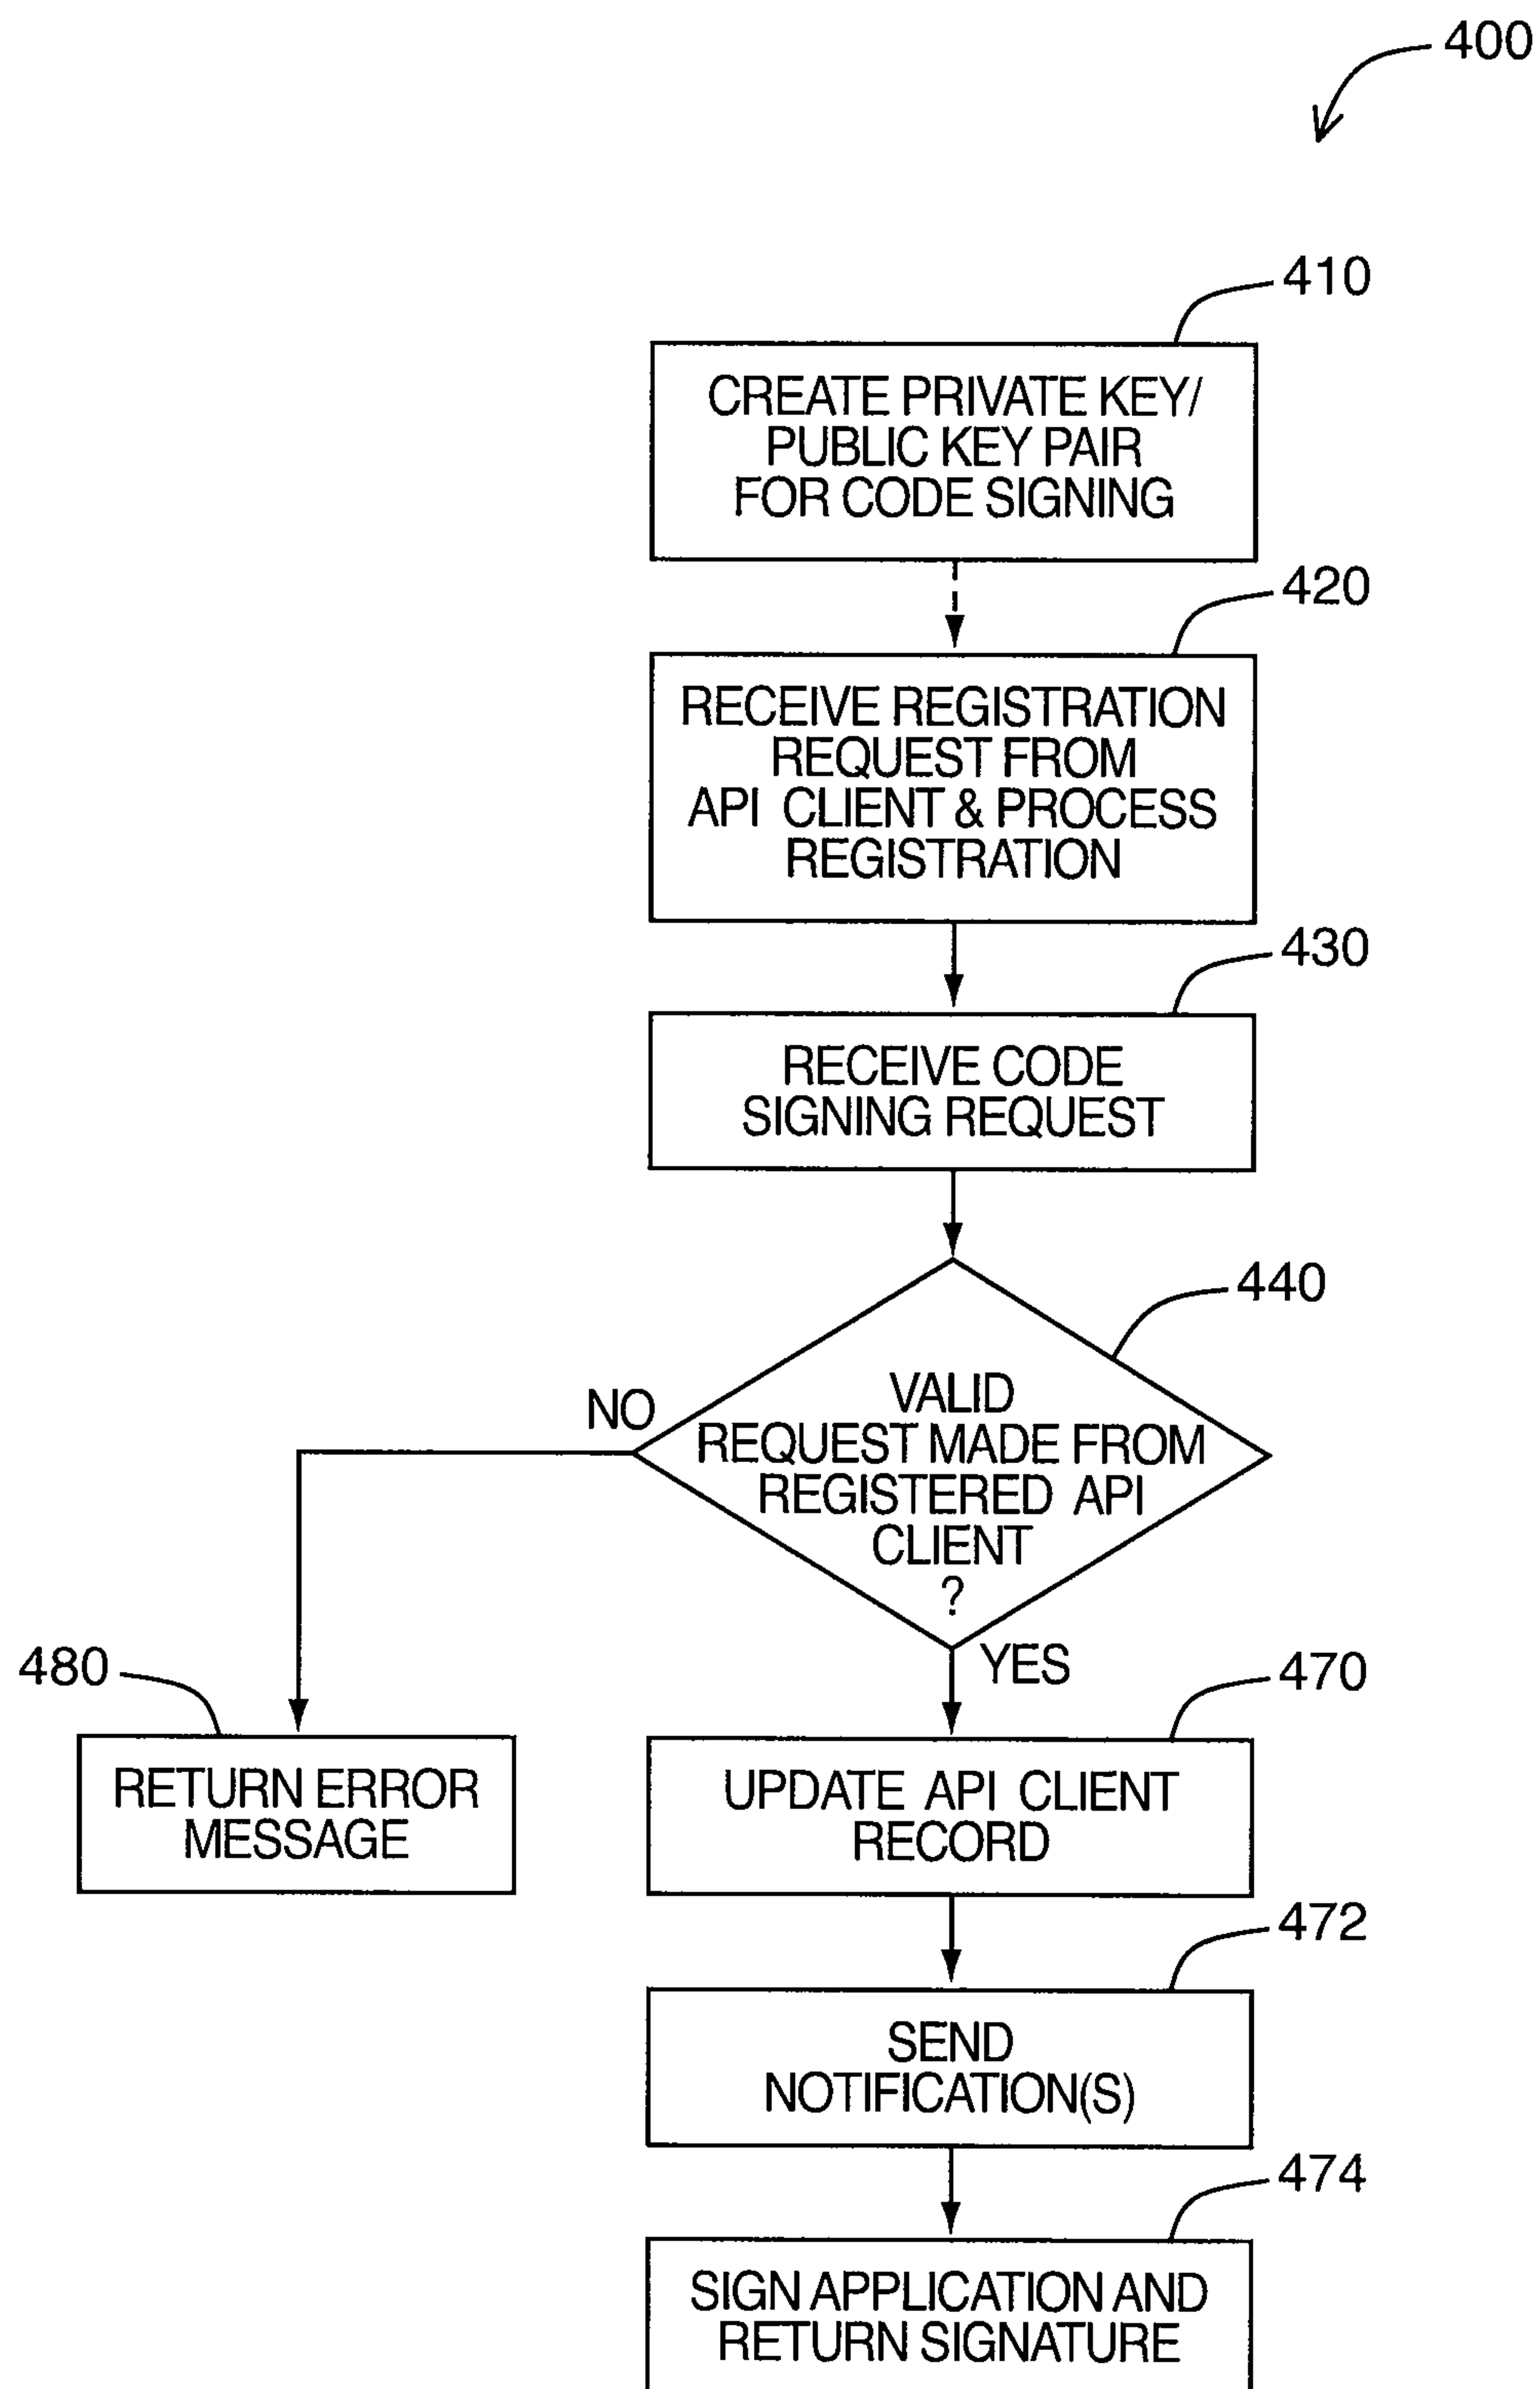 400
410
CREATE PRIVATE KEY/
PUBLIC KEY PAIR
FOR CODE SIGNING
420
RECEIVE REGISTRATION
REQUEST FROM
API CLIENT & PROCESS
REGISTRATION
430
RECEIVE CODE
SIGNING REQUEST
440
NO
VALID
REQUEST MADE FROM
REGISTERED API
CLIENT
?
YES
480
RETURN ERROR
MESSAGE
470
UPDATE API CLIENT
RECORD
472
SEND
NOTIFICATION(S)
474
SIGN APPLICATION AND
RETURN SIGNATURE